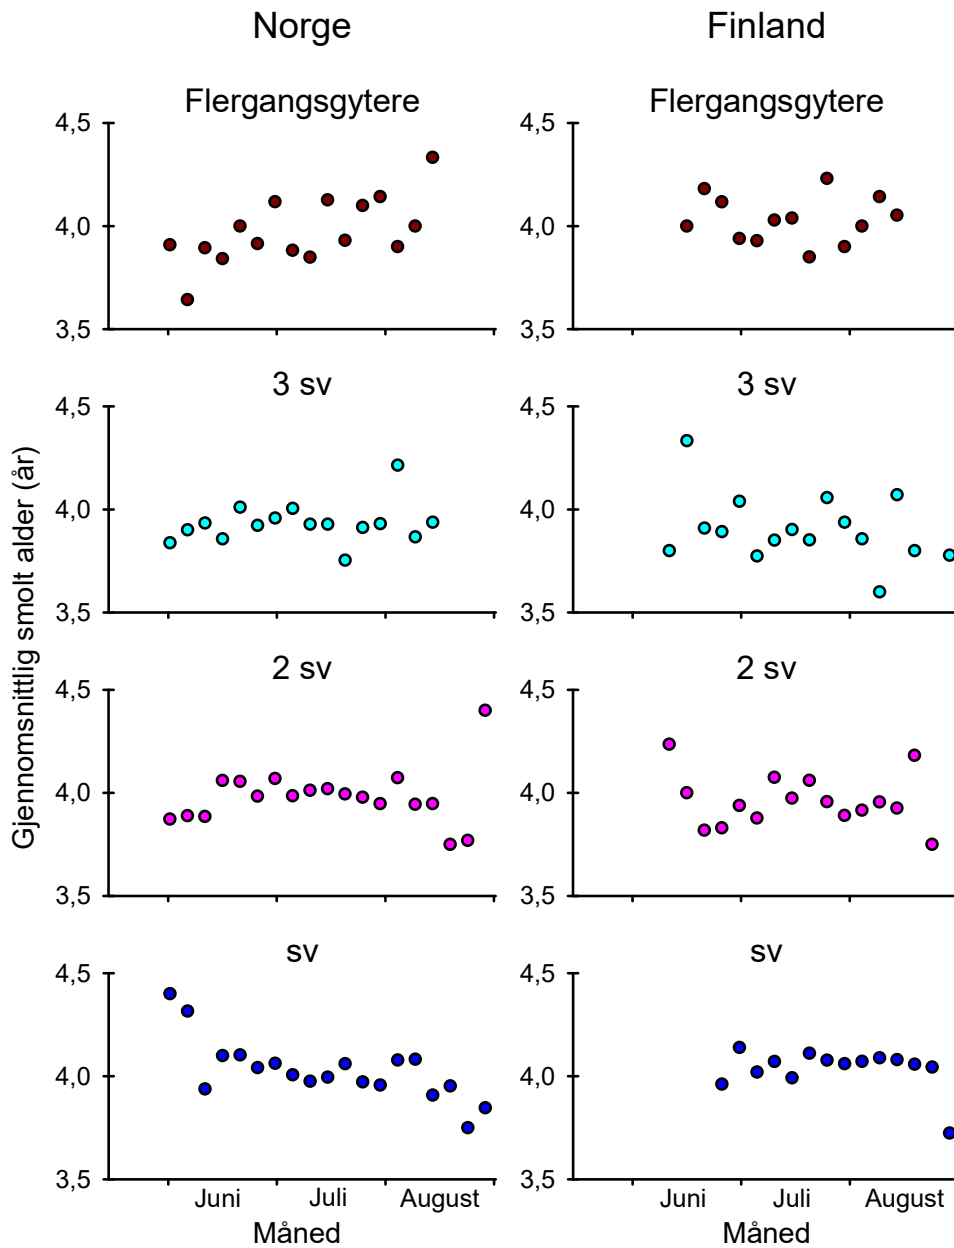 Norge
Finland
Flergangsgytere
Flergangsgytere
4,5
4,0
3,5
4,5
4,0
3,5
3 sv
3 sv
4,5
4,0
3,5
4,5
4,0
3,5
Gjennomsnittlig smolt alder (år)
2 sv
2 sv
4,5
4,0
3,5
4,5
4,0
3,5
sv
sv
4,5
4,0
3,5
4,5
4,0
3,5
Juni Juli August
Juni Juli August
Måned
Måned